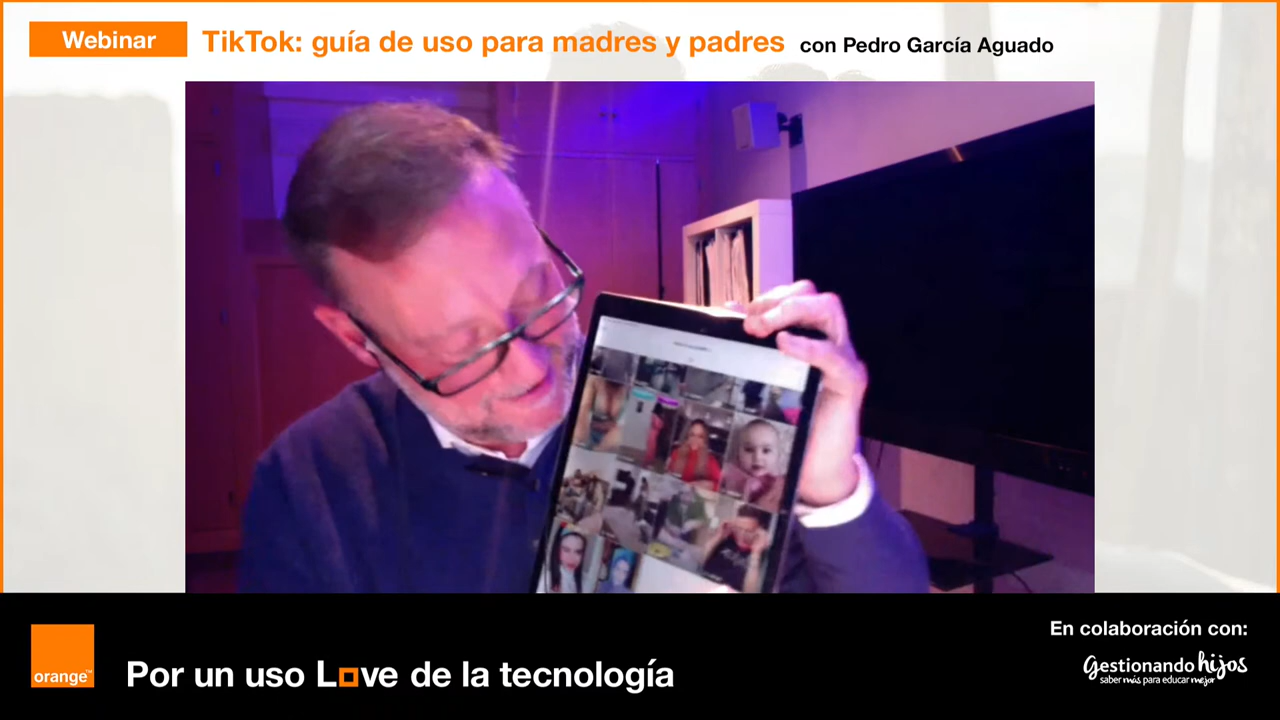 Webinar
TikTok: guía de uso para madres y padres con Pedro García Aguado
orange™
Por un uso Love de la tecnología
En colaboración con:
Gestionando hijos
saber más para educar mejor